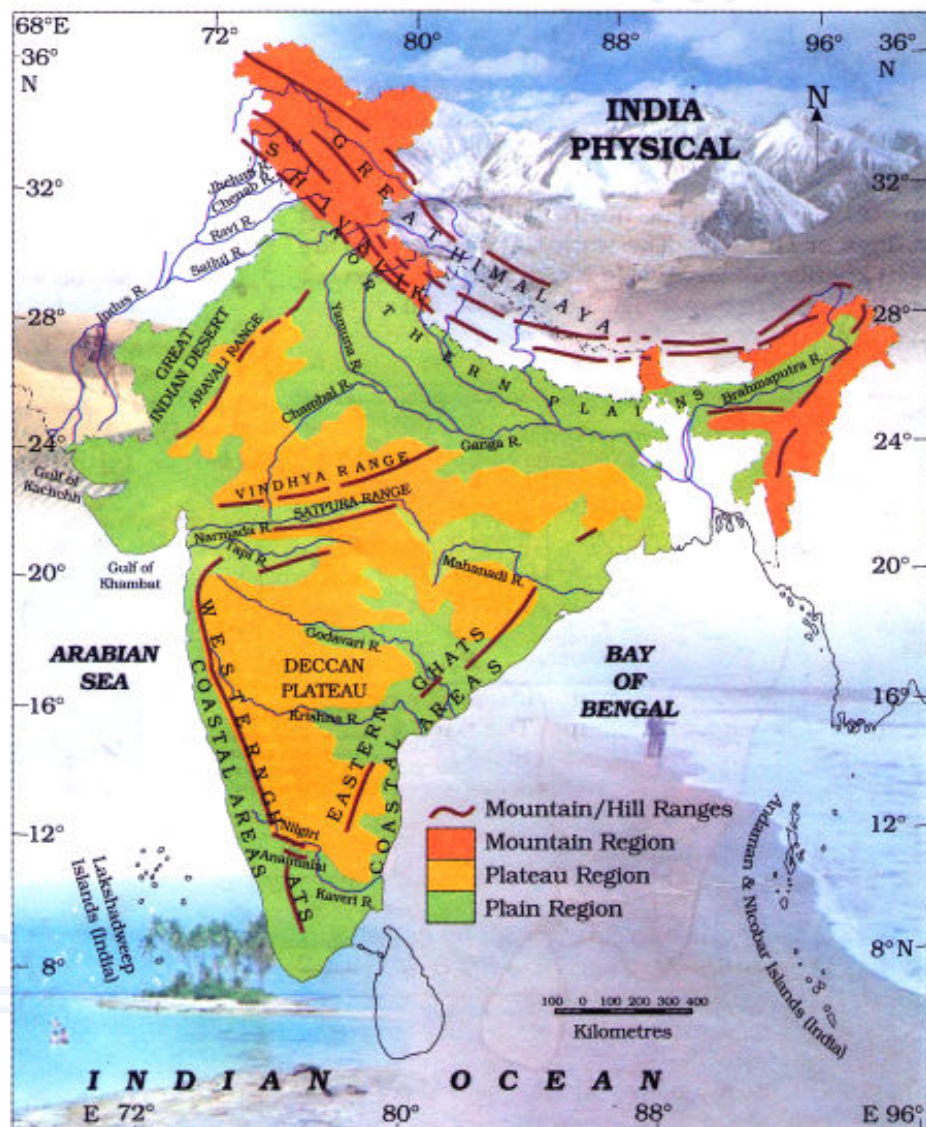 68°E
72°
80°
88°
96°
36°
N
36°
N
INDIA
PHYSICAL
N
GREAT HIMALAYA
SHIVALIK
32°
32°
Jhelum R.
Chenab R.
Ravi R.
Satluj R.
Indus R.
28°
28°
NORTHERN PLAINS
GREAT
INDIAN DESERT
ARAVALI RANGE
Yamuna R.
Chambal R.
Ganga R.
Brahmaputra R.
24°
24°
Gulf of
Kachchh
VINDHYA RANGE
SATPURA RANGE
Narmada R.
Tapi R.
Gulf of
Khambat
Mahanadi R.
20°
20°
Godavari R.
ARABIAN
SEA
DECCAN
PLATEAU
BAY
OF
BENGAL
WESTERN GHATS
COASTAL AREAS
EASTERN GHATS
COASTAL AREAS
Krishna R.
16°
16°
Nilgiri
Anaimalai
Kaveri R.
12°
12°
Mountain/Hill Ranges
Mountain Region
Plateau Region
Plain Region
Lakshadweep
Islands (India)
Andaman & Nicobar Islands (India)
8°
8° N
100 0 100 200 300 400
Kilometres
INDIAN OCEAN
E 72°
80°
88°
E 96°